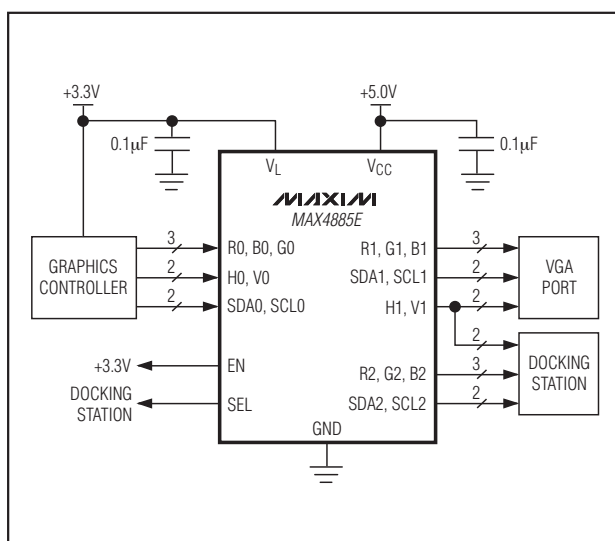 +3.3V
+5.0V
0.1µF
0.1µF
VL
VCC
MAXIM
MAX4885E
GRAPHICS
CONTROLLER
3
R0, B0, G0
2
H0, V0
2
SDA0, SCL0
R1, G1, B1
3
SDA1, SCL1
2
H1, V1
2
VGA
PORT
2
R2, G2, B2
3
SDA2, SCL2
2
DOCKING
STATION
+3.3V
EN
DOCKING
STATION
SEL
GND